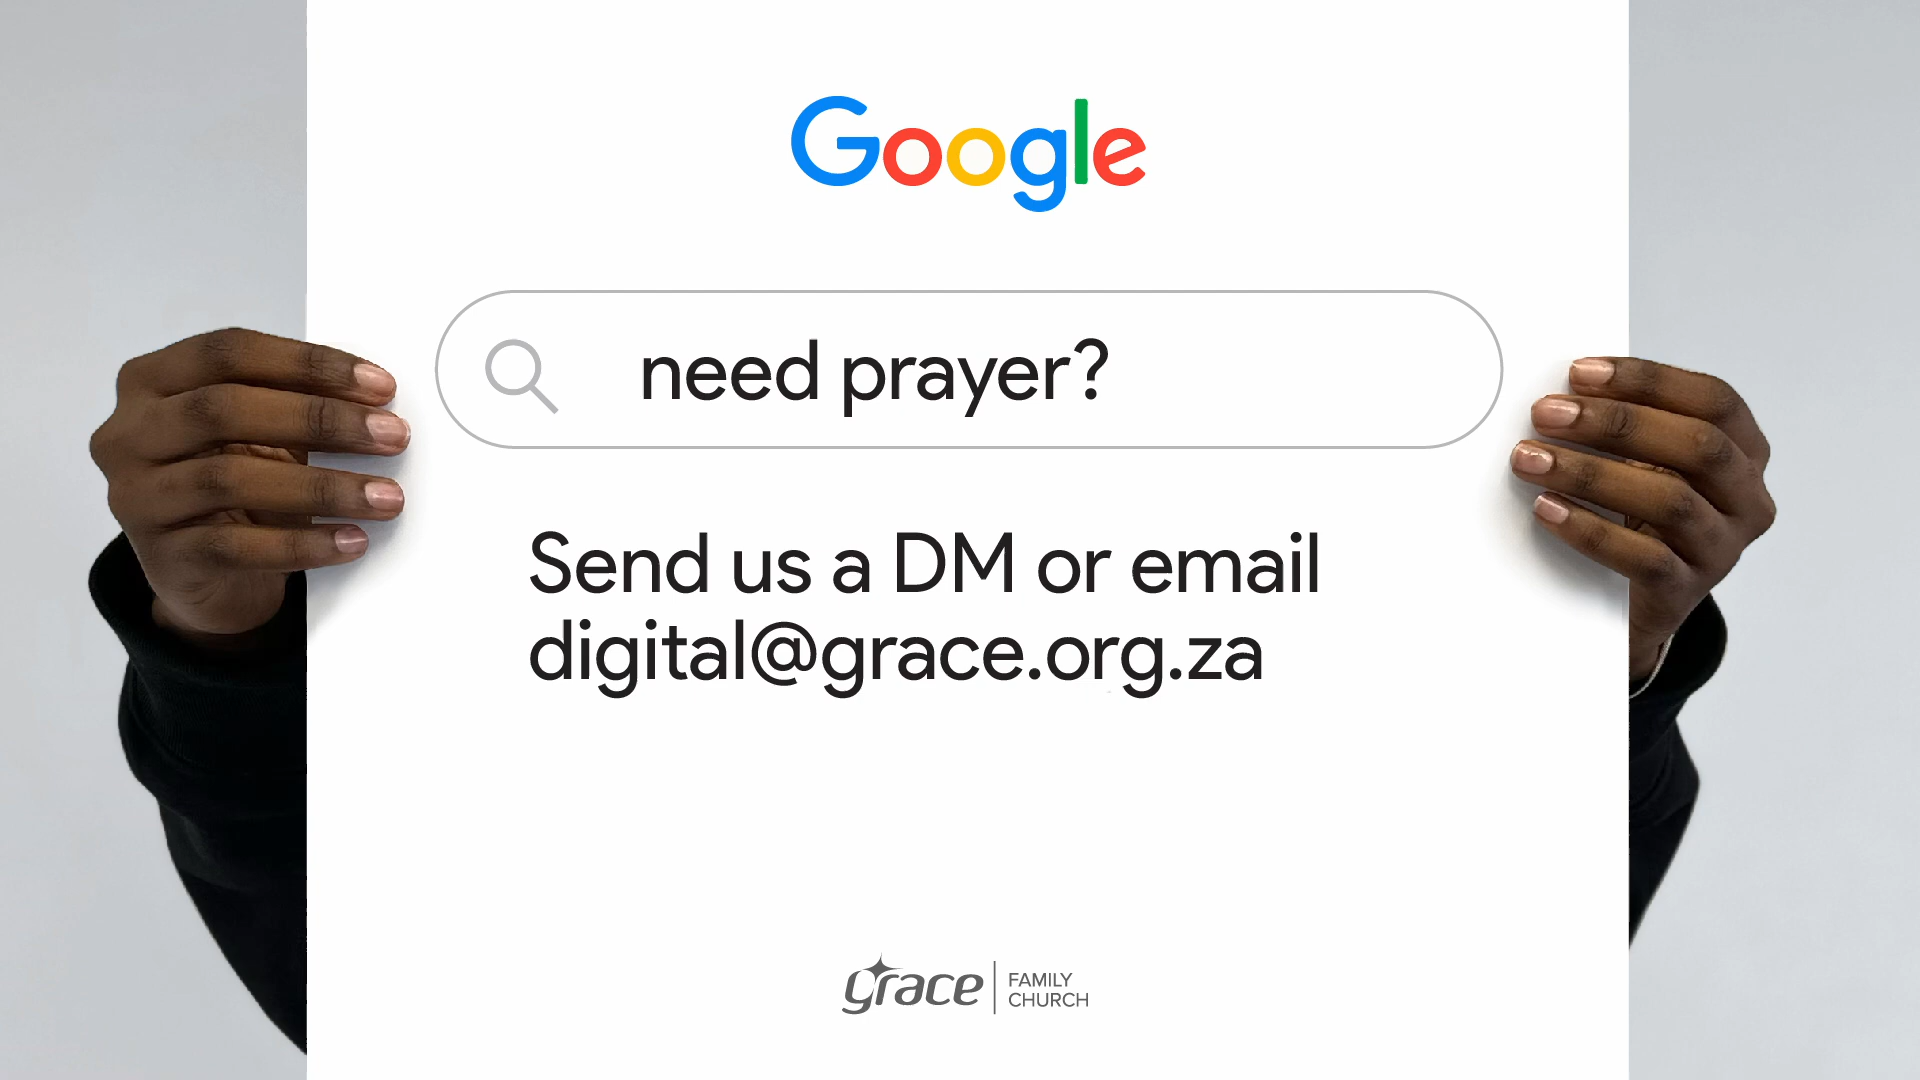 Google
need prayer?
Send us a DM or email
digital@grace.org.za
grace
FAMILY
CHURCH